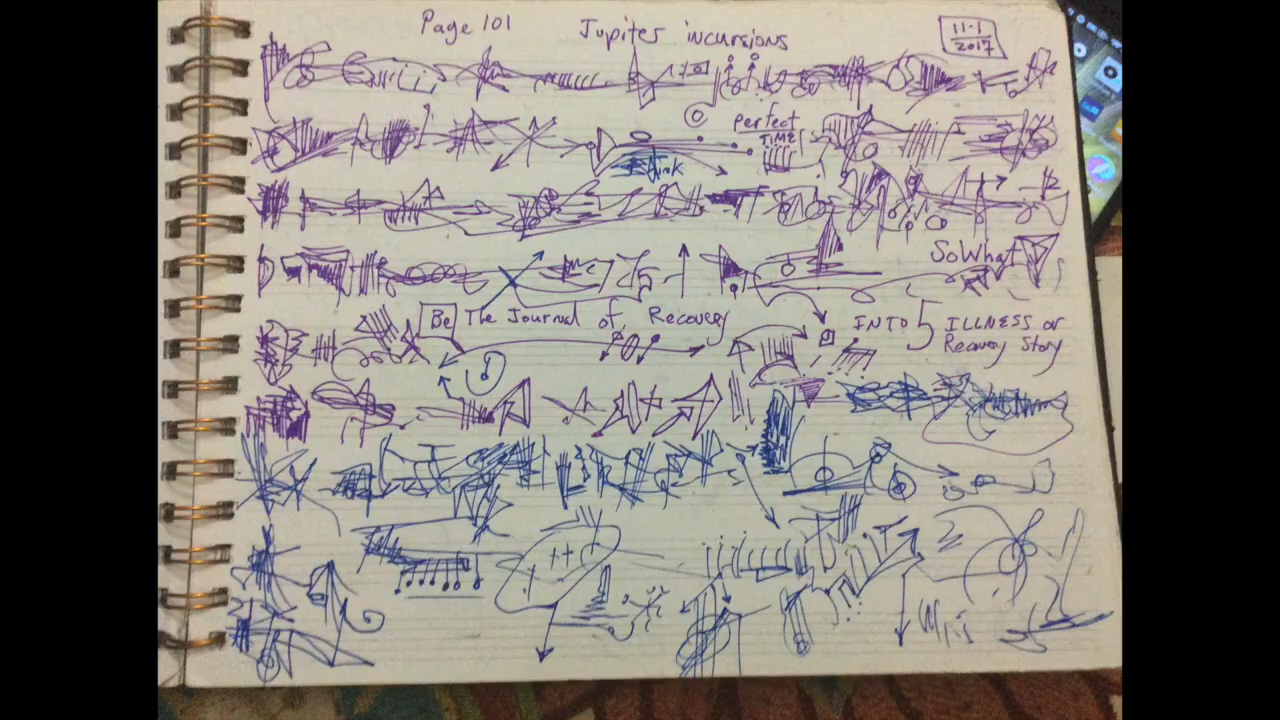 Page 101 Jupiter incursions 11·1 2017
Perfect TIME
SoWhat
Be The Journal of Recovery
INTO 5 ILLNESS or Recovery Story